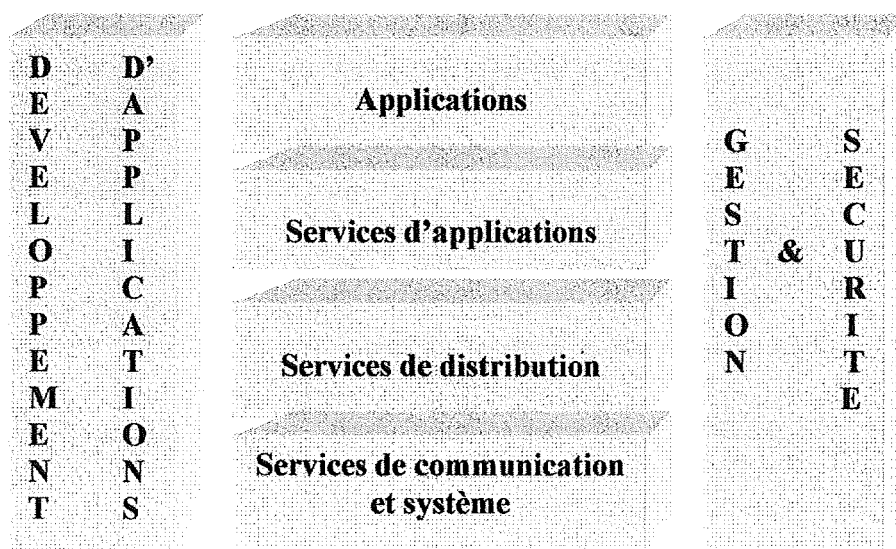 DEVELOPPEMENT
D'APPLICATIONS
Applications
Services d'applications
Services de distribution
Services de communication
et système
GESTION
&
SECURITE